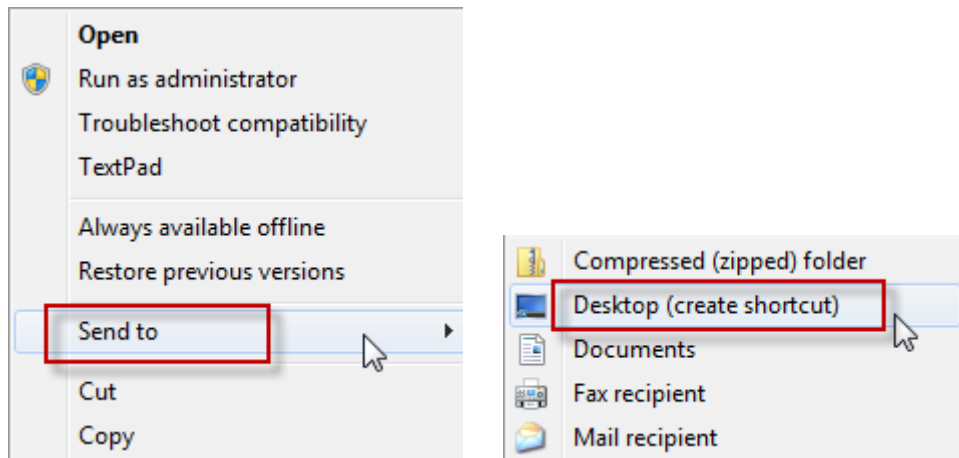 Open
Run as administrator
Troubleshoot compatibility
TextPad
Always available offline
Restore previous versions
Send to
Cut
Copy
Compressed (zipped) folder
Desktop (create shortcut)
Documents
Fax recipient
Mail recipient